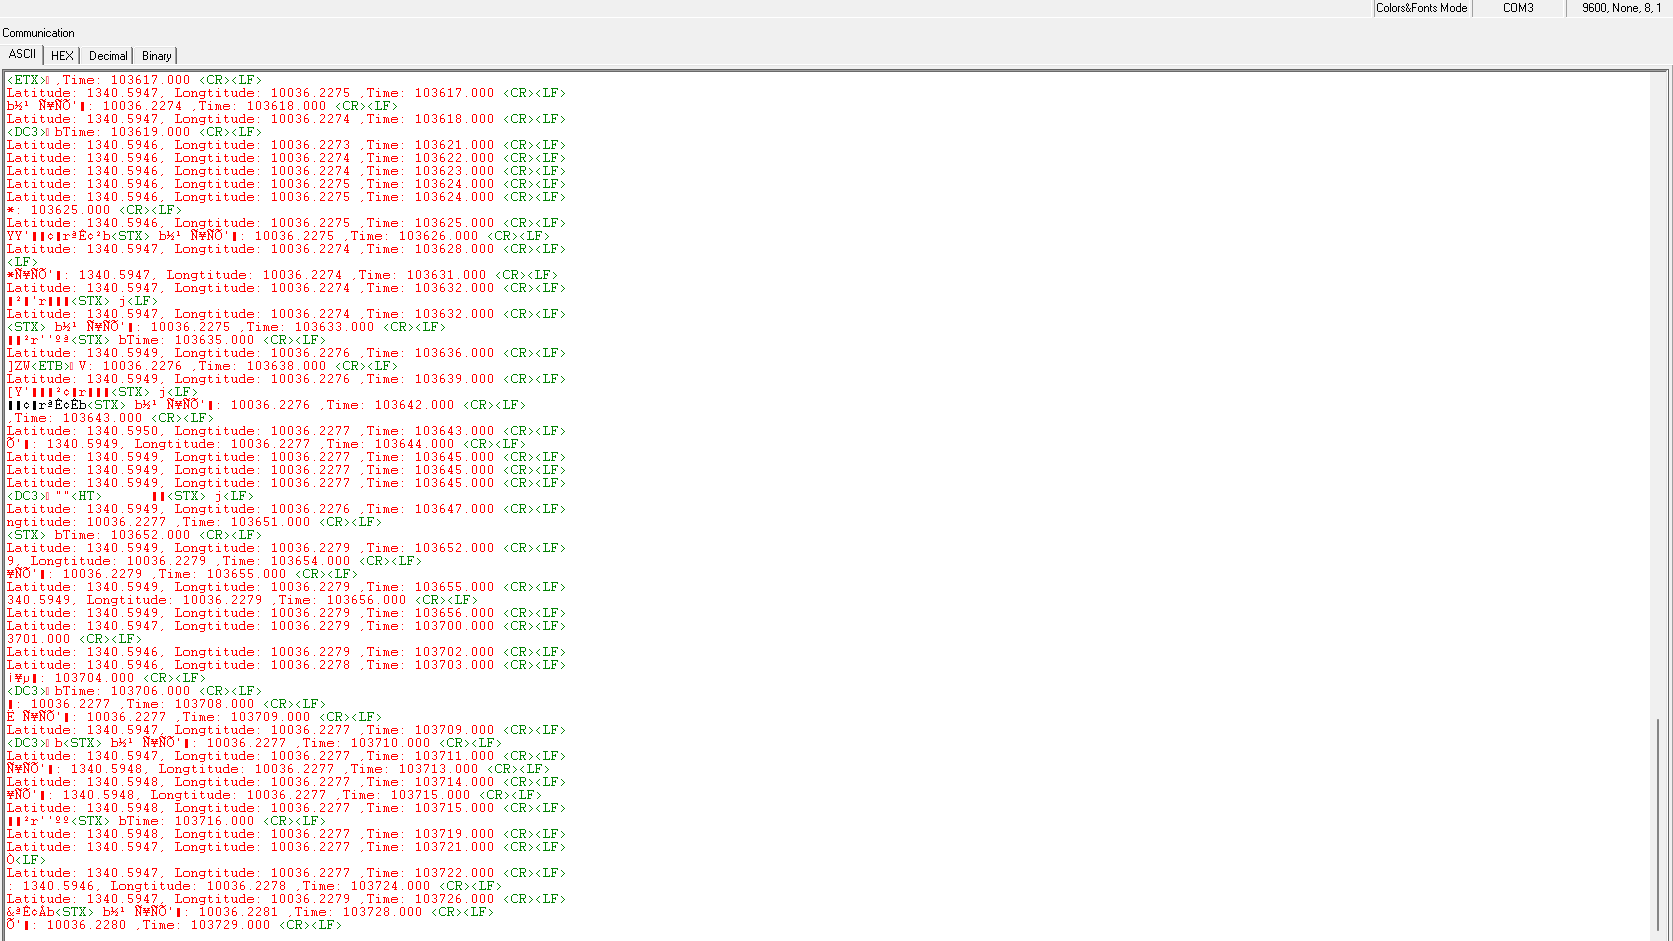 Colors&Fonts Mode COM3 9600, None, 8, 1
Communication
ASCII HEX Decimal Binary
<ETX> ,Time: 103617.000 <CR><LF>
Latitude: 1340.5947, Longtitude: 10036.2275 ,Time: 103617.000 <CR><LF>
b½¹ Ñ¥ÑÕ': 10036.2274 ,Time: 103618.000 <CR><LF>
Latitude: 1340.5947, Longtitude: 10036.2274 ,Time: 103618.000 <CR><LF>
<DC3> bTime: 103619.000 <CR><LF>
Latitude: 1340.5946, Longtitude: 10036.2273 ,Time: 103621.000 <CR><LF>
Latitude: 1340.5946, Longtitude: 10036.2274 ,Time: 103622.000 <CR><LF>
Latitude: 1340.5946, Longtitude: 10036.2274 ,Time: 103623.000 <CR><LF>
Latitude: 1340.5946, Longtitude: 10036.2275 ,Time: 103624.000 <CR><LF>
Latitude: 1340.5946, Longtitude: 10036.2275 ,Time: 103624.000 <CR><LF>
*: 103625.000 <CR><LF>
Latitude: 1340.5946, Longtitude: 10036.2275 ,Time: 103625.000 <CR><LF>
YY'¢rªÊ¢²b<STX> b½¹ Ñ¥ÑÕ': 10036.2275 ,Time: 103626.000 <CR><LF>
Latitude: 1340.5947, Longtitude: 10036.2274 ,Time: 103628.000 <CR><LF>
<LF>
*Ñ¥ÑÕ': 1340.5947, Longtitude: 10036.2274 ,Time: 103631.000 <CR><LF>
Latitude: 1340.5947, Longtitude: 10036.2274 ,Time: 103632.000 <CR><LF>
²'r<STX> j<LF>
Latitude: 1340.5947, Longtitude: 10036.2274 ,Time: 103632.000 <CR><LF>
<STX> b½¹ Ñ¥ÑÕ': 10036.2275 ,Time: 103633.000 <CR><LF>
²r''ºª<STX> bTime: 103635.000 <CR><LF>
Latitude: 1340.5949, Longtitude: 10036.2276 ,Time: 103636.000 <CR><LF>
]ZW<ETB> V: 10036.2276 ,Time: 103638.000 <CR><LF>
Latitude: 1340.5949, Longtitude: 10036.2276 ,Time: 103639.000 <CR><LF>
[Y'²¢r<STX> j<LF>
¢rªÊ¢Êb<STX> b½¹ Ñ¥ÑÕ': 10036.2276 ,Time: 103642.000 <CR><LF>
,Time: 103643.000 <CR><LF>
Latitude: 1340.5950, Longtitude: 10036.2277 ,Time: 103643.000 <CR><LF>
Õ': 1340.5949, Longtitude: 10036.2277 ,Time: 103644.000 <CR><LF>
Latitude: 1340.5949, Longtitude: 10036.2277 ,Time: 103645.000 <CR><LF>
Latitude: 1340.5949, Longtitude: 10036.2277 ,Time: 103645.000 <CR><LF>
Latitude: 1340.5949, Longtitude: 10036.2277 ,Time: 103645.000 <CR><LF>
<DC3> ""<HT> <STX> j<LF>
Latitude: 1340.5949, Longtitude: 10036.2276 ,Time: 103647.000 <CR><LF>
ngtitude: 10036.2277 ,Time: 103651.000 <CR><LF>
<STX> bTime: 103652.000 <CR><LF>
Latitude: 1340.5949, Longtitude: 10036.2279 ,Time: 103652.000 <CR><LF>
9, Longtitude: 10036.2279 ,Time: 103654.000 <CR><LF>
¥ÑÕ': 10036.2279 ,Time: 103655.000 <CR><LF>
Latitude: 1340.5949, Longtitude: 10036.2279 ,Time: 103655.000 <CR><LF>
340.5949, Longtitude: 10036.2279 ,Time: 103656.000 <CR><LF>
Latitude: 1340.5949, Longtitude: 10036.2279 ,Time: 103656.000 <CR><LF>
Latitude: 1340.5947, Longtitude: 10036.2279 ,Time: 103700.000 <CR><LF>
3701.000 <CR><LF>
Latitude: 1340.5946, Longtitude: 10036.2279 ,Time: 103702.000 <CR><LF>
Latitude: 1340.5946, Longtitude: 10036.2278 ,Time: 103703.000 <CR><LF>
¡¥µ: 103704.000 <CR><LF>
<DC3> bTime: 103706.000 <CR><LF>
: 10036.2277 ,Time: 103708.000 <CR><LF>
Ë Ñ¥ÑÕ': 10036.2277 ,Time: 103709.000 <CR><LF>
Latitude: 1340.5947, Longtitude: 10036.2277 ,Time: 103709.000 <CR><LF>
<DC3> b<STX> b½¹ Ñ¥ÑÕ': 10036.2277 ,Time: 103710.000 <CR><LF>
Latitude: 1340.5947, Longtitude: 10036.2277 ,Time: 103711.000 <CR><LF>
Ñ¥ÑÕ': 1340.5948, Longtitude: 10036.2277 ,Time: 103713.000 <CR><LF>
Latitude: 1340.5948, Longtitude: 10036.2277 ,Time: 103714.000 <CR><LF>
¥ÑÕ': 1340.5948, Longtitude: 10036.2277 ,Time: 103715.000 <CR><LF>
Latitude: 1340.5948, Longtitude: 10036.2277 ,Time: 103715.000 <CR><LF>
²r''ºº<STX> bTime: 103716.000 <CR><LF>
Latitude: 1340.5948, Longtitude: 10036.2277 ,Time: 103719.000 <CR><LF>
Latitude: 1340.5947, Longtitude: 10036.2277 ,Time: 103721.000 <CR><LF>
Ò<LF>
Latitude: 1340.5947, Longtitude: 10036.2277 ,Time: 103722.000 <CR><LF>
: 1340.5946, Longtitude: 10036.2278 ,Time: 103724.000 <CR><LF>
Latitude: 1340.5947, Longtitude: 10036.2279 ,Time: 103726.000 <CR><LF>
&ªÊ¢Åb<STX> b½¹ Ñ¥ÑÕ': 10036.2281 ,Time: 103728.000 <CR><LF>
Õ': 10036.2280 ,Time: 103729.000 <CR><LF>